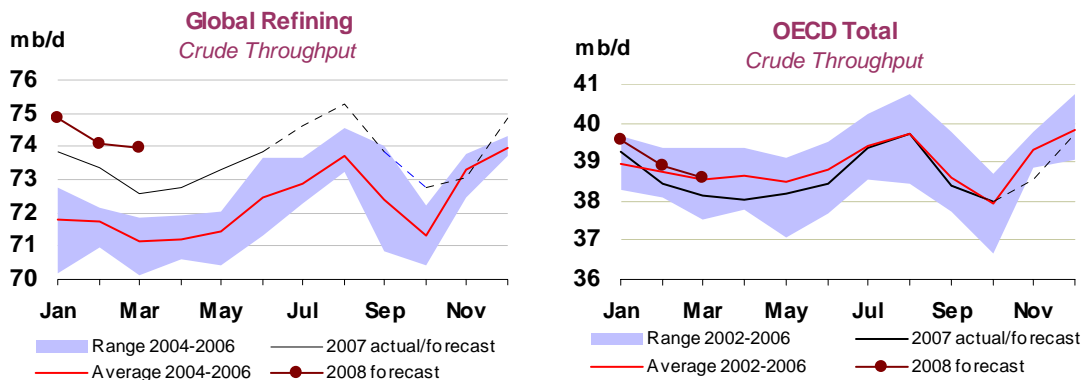 Global Refining
Crude Throughput
mb/d
76
75
74
73
72
71
70
Jan Mar May Jul Sep Nov
Range 2004-2006 2007 actual/forecast
Average 2004-2006 2008 forecast
OECD Total
Crude Throughput
mb/d
41
40
39
38
37
36
Jan Mar May Jul Sep Nov
Range 2002-2006 2007 actual/forecast
Average 2002-2006 2008 forecast